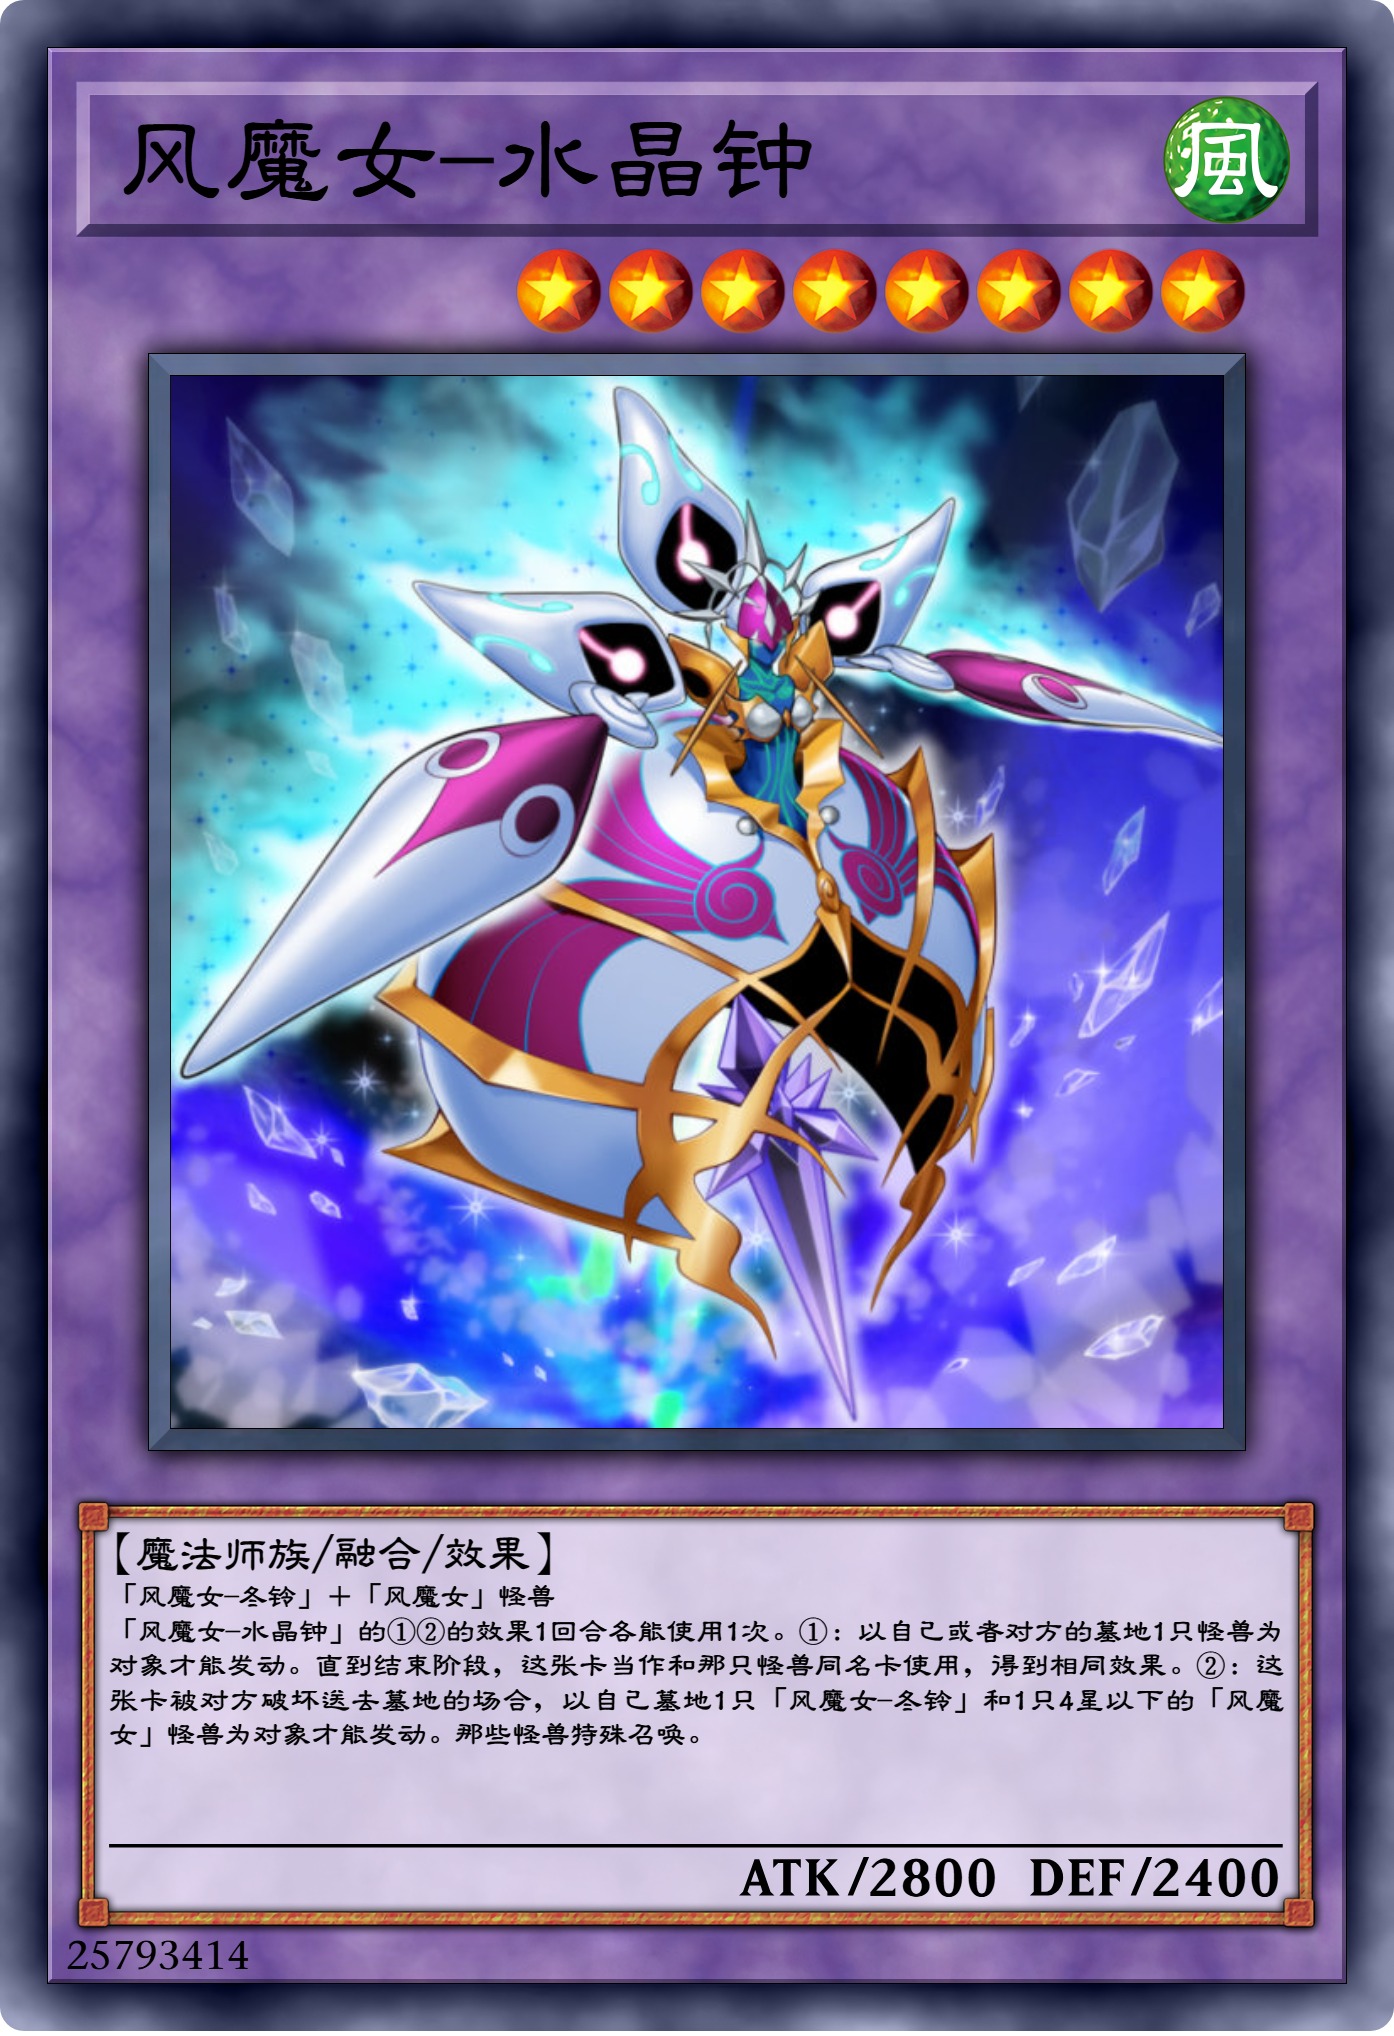 风魔女-水晶钟
風
【魔法师族/融合/效果】
「风魔女-冬铃」+「风魔女」怪兽
「风魔女-水晶钟」的①②的效果1回合各能使用1次。①：以自己或者对方的墓地1只怪兽为
对象才能发动。直到结束阶段，这张卡当作和那只怪兽同名卡使用，得到相同效果。②：这
张卡被对方破坏送去墓地的场合，以自己墓地1只「风魔女-冬铃」和1只4星以下的「风魔
女」怪兽为对象才能发动。那些怪兽特殊召唤。
ATK/2800 DEF/2400
25793414